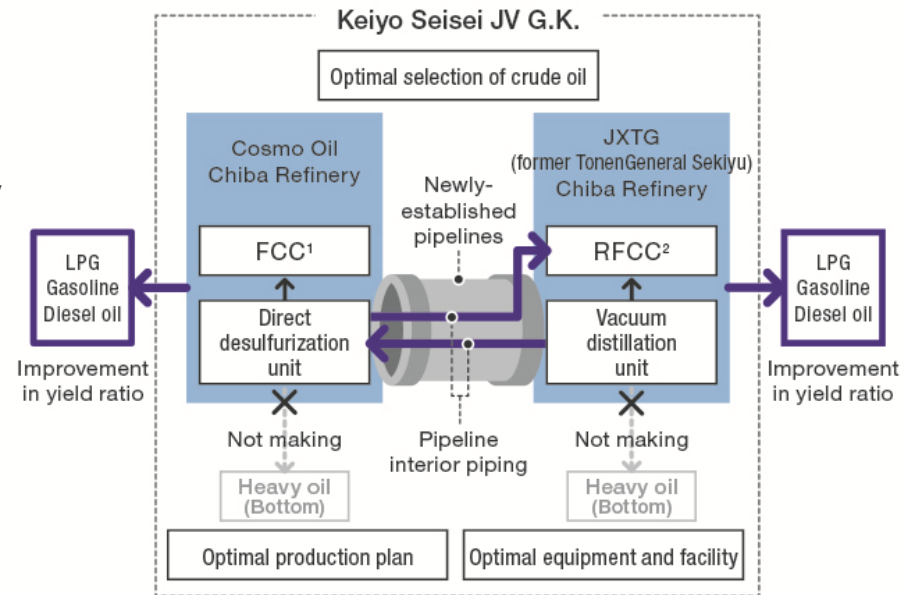 Keiyo Seisei JV G.K.
Optimal selection of crude oil
Cosmo Oil
Chiba Refinery
JXTG
(former TonenGeneral Sekiyu)
Chiba Refinery
Newly-
established
pipelines
FCC¹
RFCC²
LPG
Gasoline
Diesel oil
Improvement
in yield ratio
Direct
desulfurization
unit
Vacuum
distillation
unit
LPG
Gasoline
Diesel oil
Improvement
in yield ratio
Not making
Pipeline
interior piping
Not making
Heavy oil
(Bottom)
Heavy oil
(Bottom)
Optimal production plan
Optimal equipment and facility